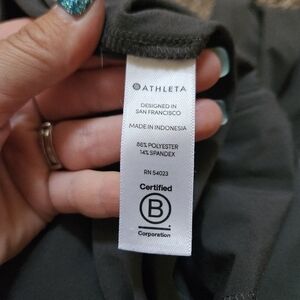 ATHLETA
DESIGNED IN
SAN FRANCISCO
MADE IN INDONESIA
86% POLYESTER
14% SPANDEX
RN 54023
Certified
B
Corporation